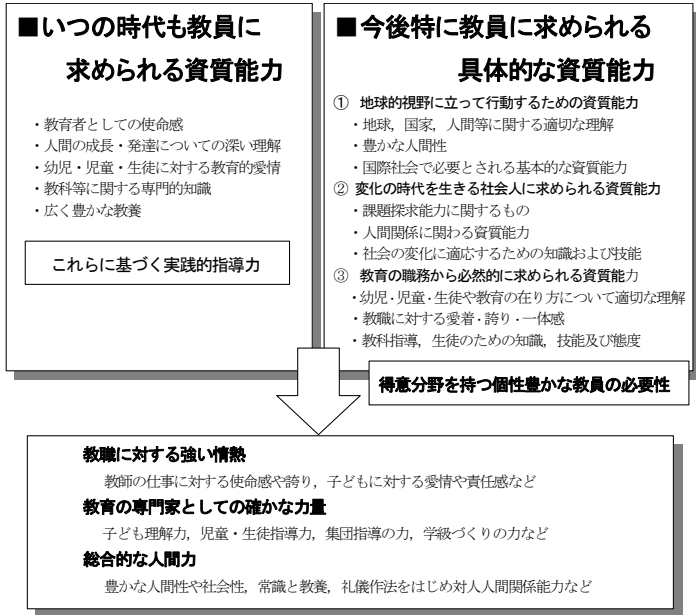 ■いつの時代も教員に
求められる資質能力
・教育者としての使命感
・人間の成長・発達についての深い理解
・幼児・児童・生徒に対する教育的愛情
・教科等に関する専門的知識
・広く豊かな教養
これらに基づく実践的指導力
■今後特に教員に求められる
具体的な資質能力
① 地球的視野に立って行動するための資質能力
・地球，国家，人間等に関する適切な理解
・豊かな人間性
・国際社会で必要とされる基本的な資質能力
② 変化の時代を生きる社会人に求められる資質能力
・課題探求能力に関するもの
・人間関係に関わる資質能力
・社会の変化に適応するための知識および技能
③ 教育の職務から必然的に求められる資質能力
・幼児・児童・生徒や教育の在り方について適切な理解
・教職に対する愛着・誇り・一体感
・教科指導，生徒のための知識，技能及び態度
得意分野を持つ個性豊かな教員の必要性
教職に対する強い情熱
教師の仕事に対する使命感や誇り，子どもに対する愛情や責任感など
教育の専門家としての確かな力量
子ども理解力，児童・生徒指導力，集団指導の力，学級づくりの力など
総合的な人間力
豊かな人間性や社会性，常識と教養，礼儀作法をはじめ対人人間関係能力など